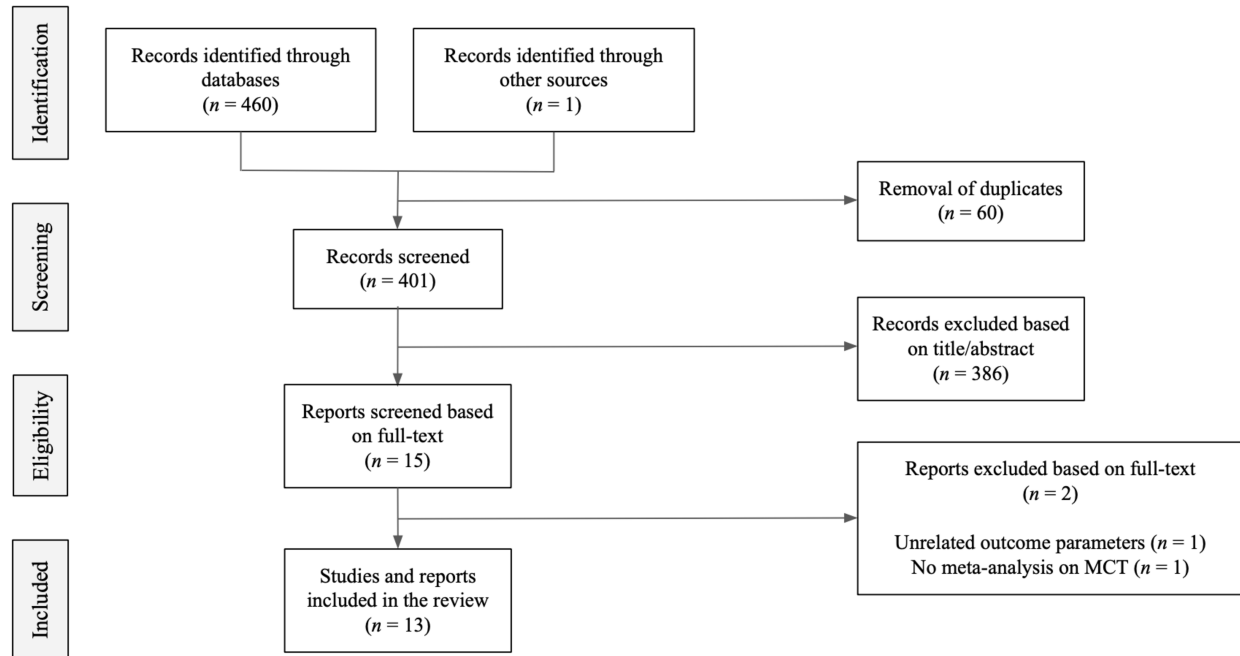 Identification
Records identified through
databases
(n = 460)
Records identified through
other sources
(n = 1)
Removal of duplicates
(n = 60)
Screening
Records screened
(n = 401)
Records excluded based
on title/abstract
(n = 386)
Eligibility
Reports screened based
on full-text
(n = 15)
Reports excluded based on full-text
(n = 2)
Unrelated outcome parameters (n = 1)
No meta-analysis on MCT (n = 1)
Included
Studies and reports
included in the review
(n = 13)